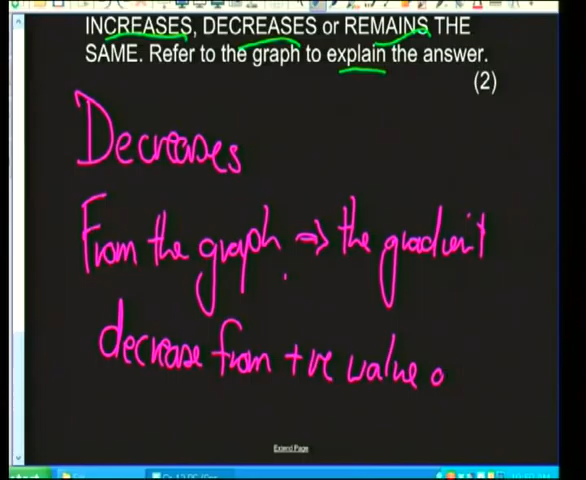 INCREASES, DECREASES or REMAINS THE
SAME. Refer to the graph to explain the answer.
(2)
Decreases
From the graph ⇒ the gradient
decrease from +ve value o
Extend Page